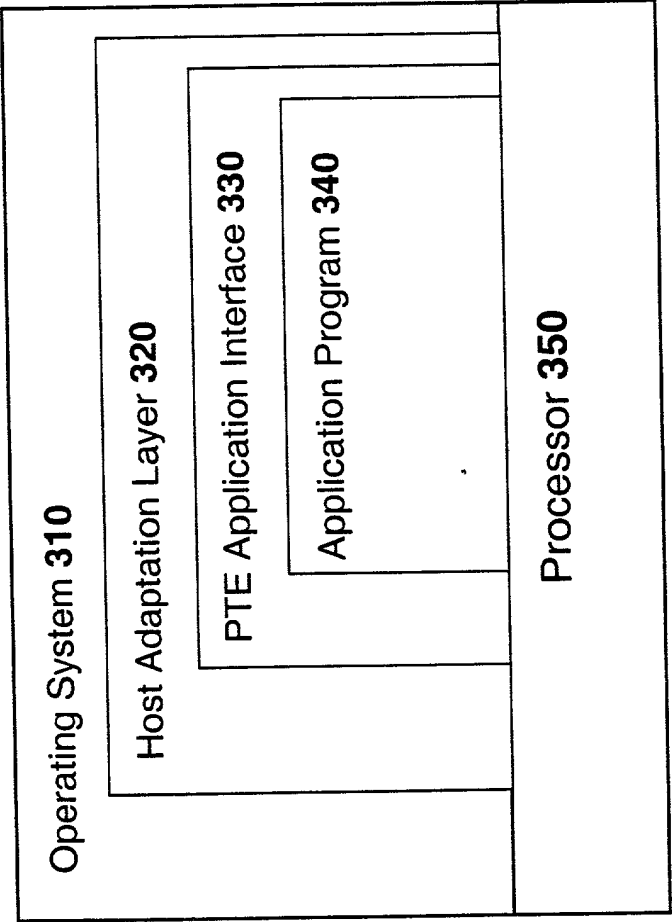 Operating System 310
Host Adaptation Layer 320
PTE Application Interface 330
Application Program 340
Processor 350